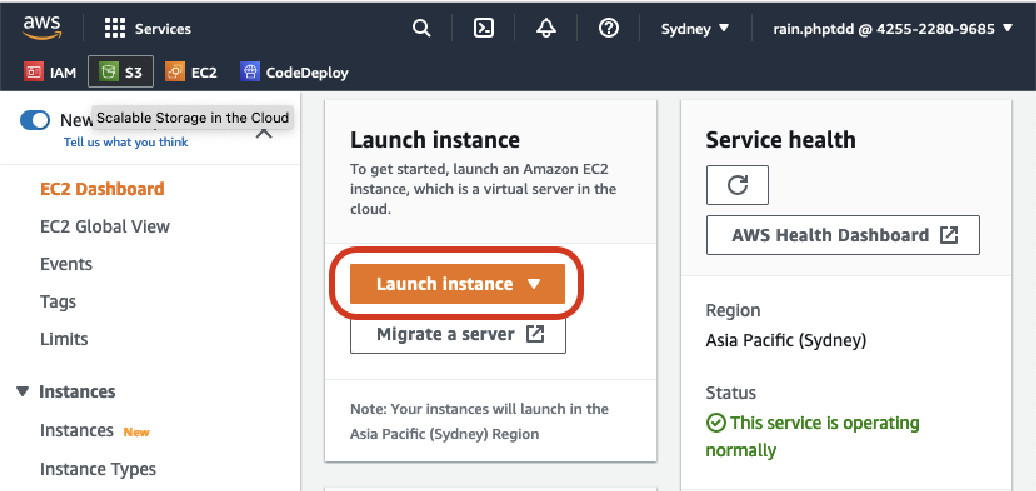 aws
Services
Sydney
rain.phptdd @ 4255-2280-9685
IAM
S3
EC2
CodeDeploy
New
Scalable Storage in the Cloud
Tell us what you think
EC2 Dashboard
EC2 Global View
Events
Tags
Limits
Instances
Instances New
Instance Types
Launch instance
To get started, launch an Amazon EC2
instance, which is a virtual server in the
cloud.
Launch instance
Migrate a server
Note: Your instances will launch in the
Asia Pacific (Sydney) Region
Service health
AWS Health Dashboard
Region
Asia Pacific (Sydney)
Status
This service is operating
normally